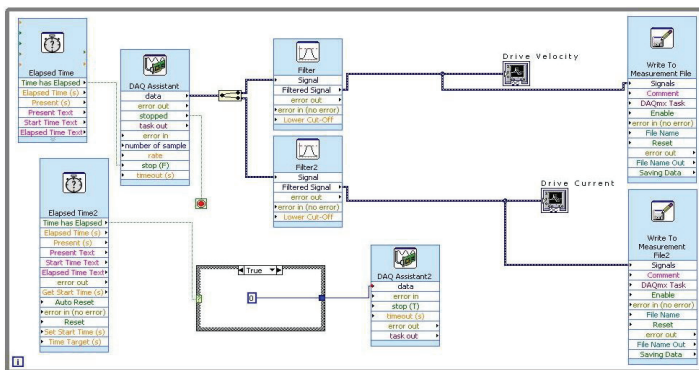 Elapsed Time
Time has Elapsed
Elapsed Time (s)
Present (s)
Present Text
Start Time Text
Elapsed Time Text
DAQ Assistant
data
error out
stopped
task out
error in
number of sample
rate
stop (F)
timeout (s)
Filter
Signal
Filtered Signal
error out
error in (no error)
Lower Cut-Off
Drive Velocity
Write To
Measurement File
Signals
Comment
DAQmx Task
Enable
error in (no error)
File Name
Reset
error out
File Name Out
Saving Data
Filter2
Signal
Filtered Signal
error out
error in (no error)
Lower Cut-Off
Drive Current
Write To
Measurement
File2
Signals
Comment
DAQmx Task
Enable
error in (no error)
File Name
Reset
error out
File Name Out
Saving Data
Elapsed Time2
Time has Elapsed
Elapsed Time (s)
Present (s)
Present Text
Start Time Text
Elapsed Time Text
error out
Get Start Time (s)
Auto Reset
error in (no error)
Reset
Set Start Time (s)
Time Target (s)
True
?
0
DAQ Assistant2
data
error in
stop (T)
timeout (s)
error out
task out
i